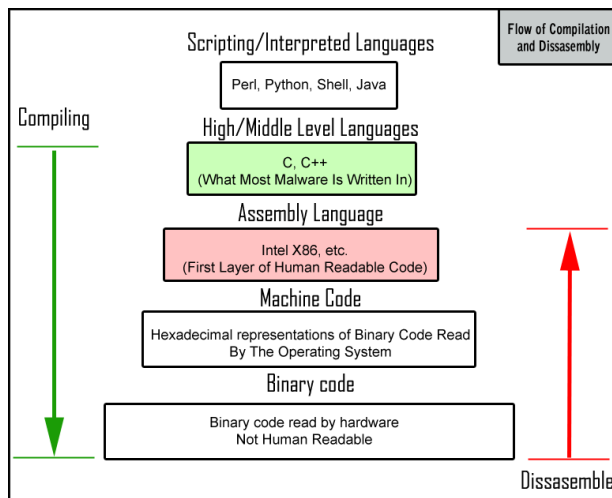 Flow of Compilation
and Dissasembly
Scripting/Interpreted Languages
Perl, Python, Shell, Java
Compiling
High/Middle Level Languages
C, C++
(What Most Malware Is Written In)
Assembly Language
Intel X86, etc.
(First Layer of Human Readable Code)
Machine Code
Hexadecimal representations of Binary Code Read
By The Operating System
Binary code
Binary code read by hardware
Not Human Readable
Dissasemble